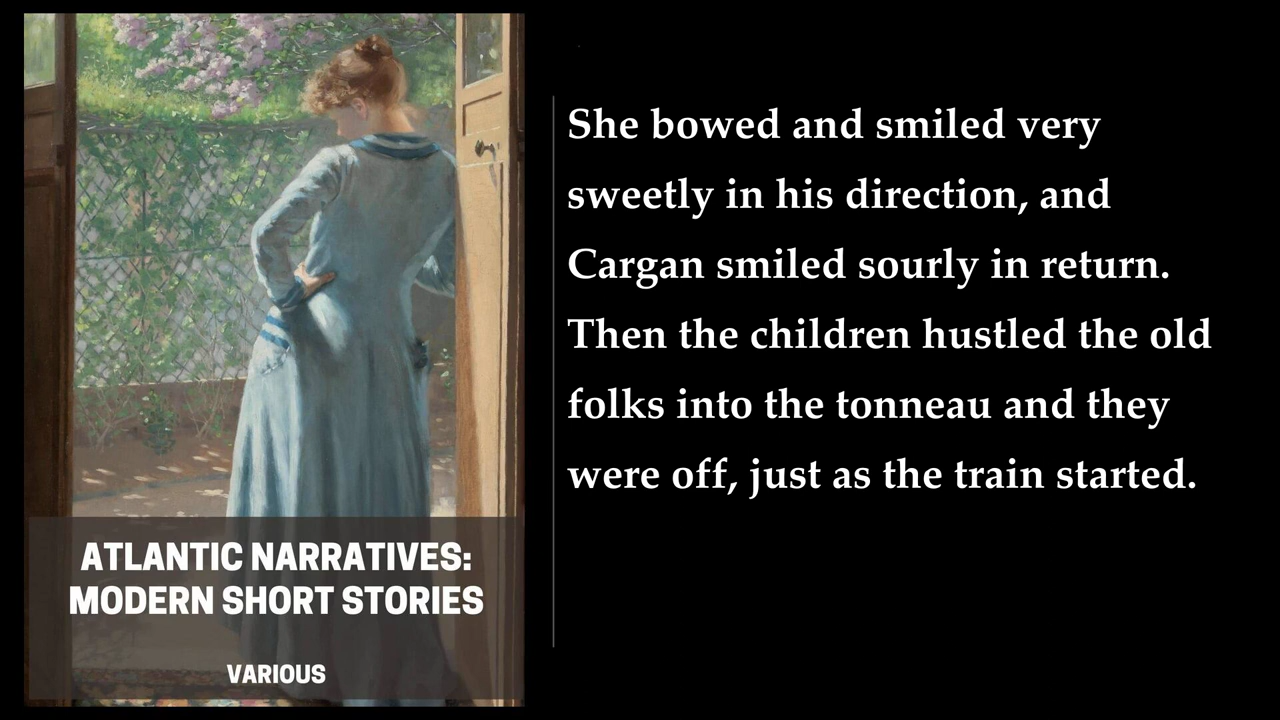 She bowed and smiled very
sweetly in his direction, and
Cargan smiled sourly in return.
Then the children hustled the old
folks into the tonneau and they
were off, just as the train started.
ATLANTIC NARRATIVES:
MODERN SHORT STORIES
VARIOUS